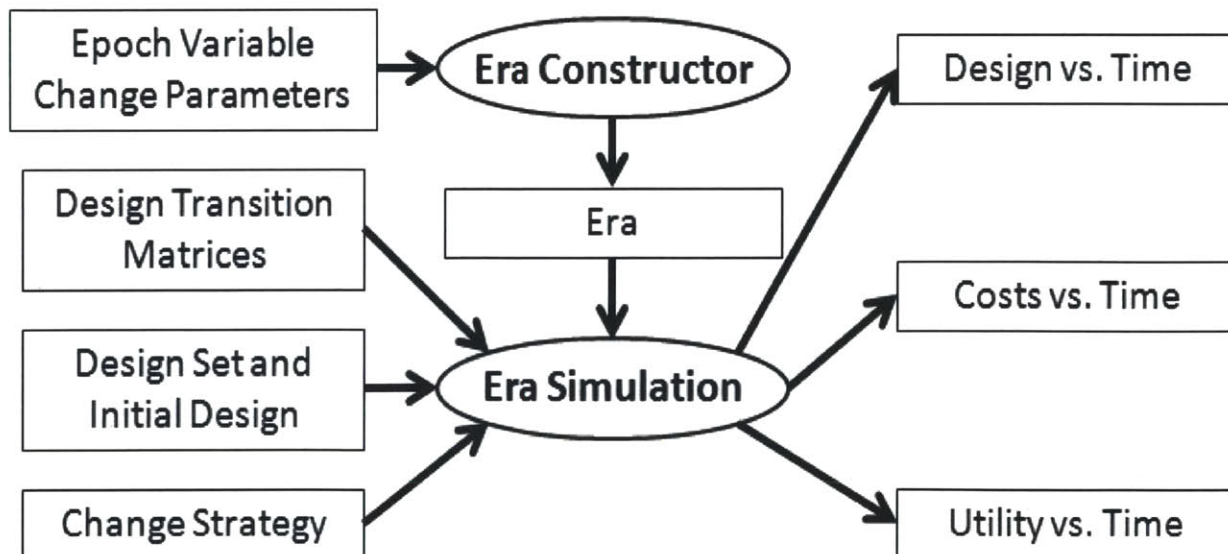 Epoch Variable
Change Parameters
Era Constructor
Design vs. Time
Design Transition
Matrices
Era
Costs vs. Time
Design Set and
Initial Design
Era Simulation
Change Strategy
Utility vs. Time